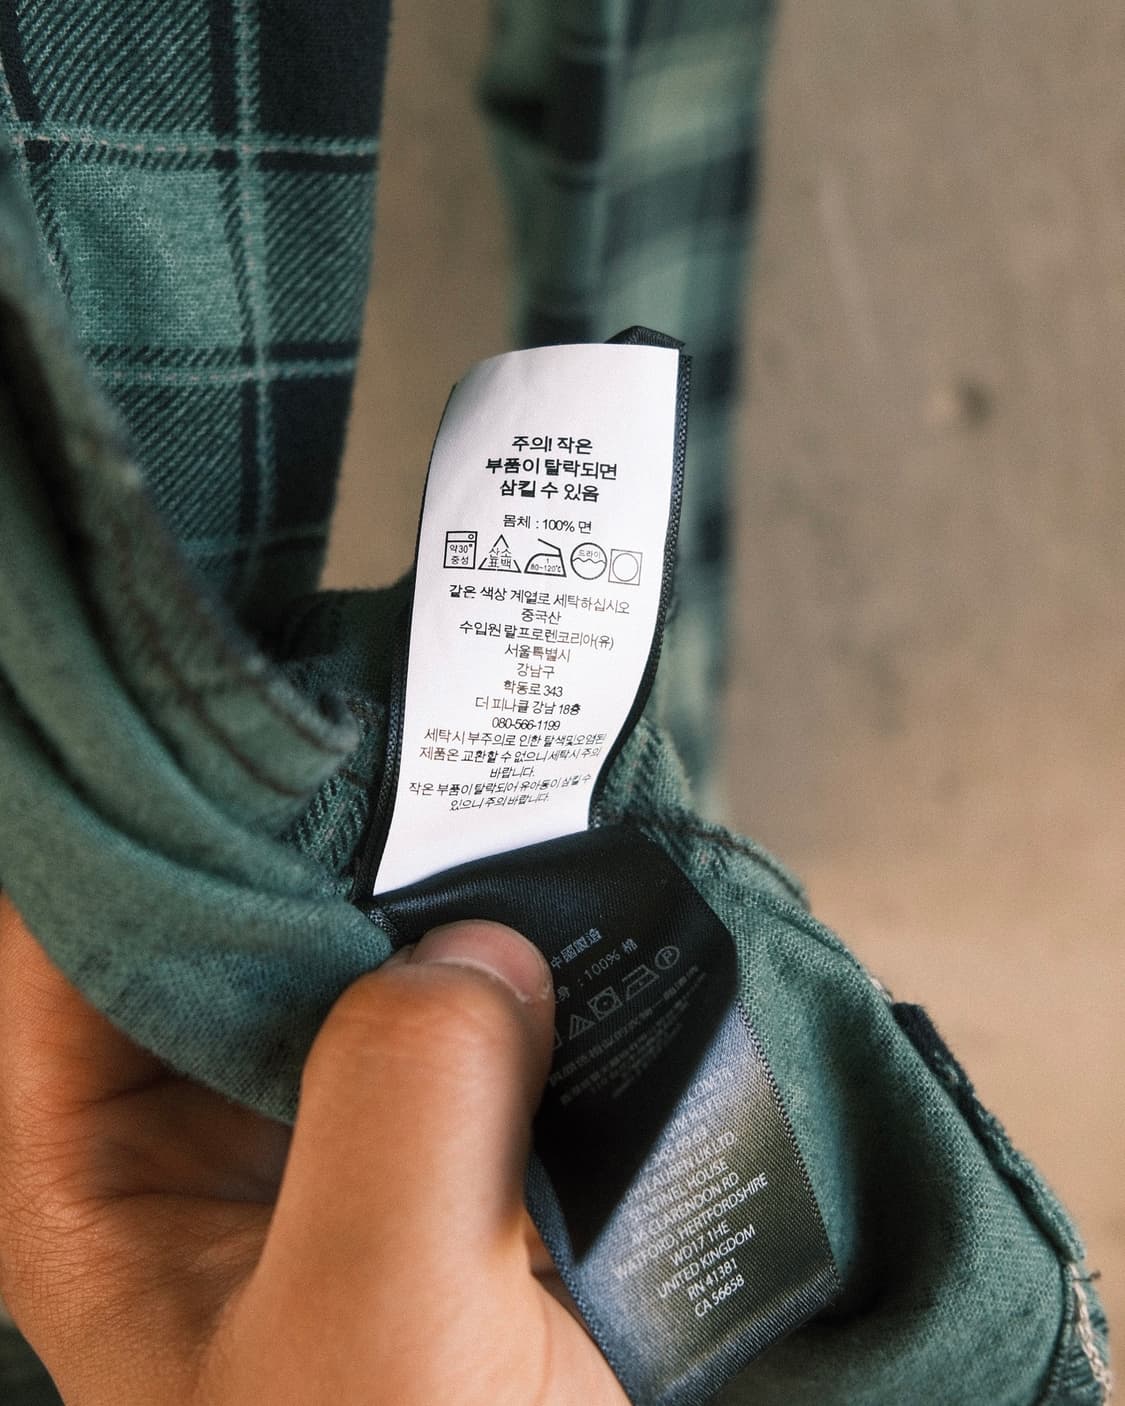 주의! 작은
부품이 탈락되면
삼킬 수 있음
몸체 : 100% 면
약30° 중성
산소 표백
1 80~120℃
드라이
같은 색상 계열로 세탁하십시오
중국산
수입원 랄프로렌코리아(유)
서울특별시
강남구
학동로 343
더 피나클 강남 18층
080-566-1199
세탁시 부주의로 인한 탈색및오염된
제품은 교환할 수 없으니 세탁시 주의
바랍니다.
작은 부품이 탈락되어 유아동이 삼킬 수
있으니 주의 바랍니다.
中國製造
身 : 100% 棉
P
LAUREN UK LTD.
HOUSE
CLARENDON RD
WATFORD, HERTFORDSHIRE
WD17 1HE
UNITED KINGDOM
RN 41381
CA 56658